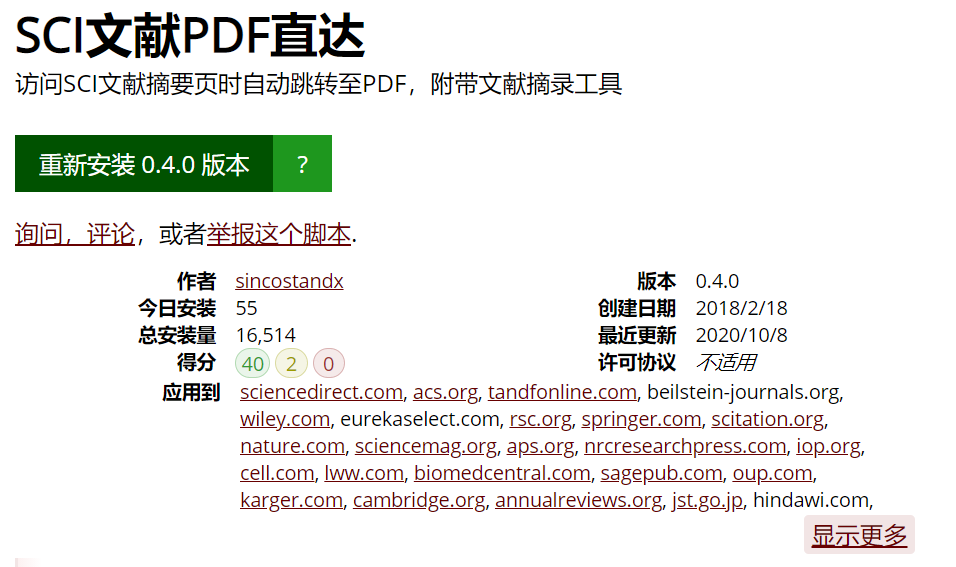 SCI文献PDF直达
访问SCI文献摘要页时自动跳转至PDF，附带文献摘录工具
重新安装 0.4.0 版本 ?
询问，评论，或者举报这个脚本.
作者 sincostandx 版本 0.4.0
今日安装 55 创建日期 2018/2/18
总安装量 16,514 最近更新 2020/10/8
得分 40 2 0 许可协议 不适用
应用到 sciencedirect.com, acs.org, tandfonline.com, beilstein-journals.org,
wiley.com, eurekaselect.com, rsc.org, springer.com, scitation.org,
nature.com, sciencemag.org, aps.org, nrcresearchpress.com, iop.org,
cell.com, lww.com, biomedcentral.com, sagepub.com, oup.com,
karger.com, cambridge.org, annualreviews.org, jst.go.jp, hindawi.com,
显示更多